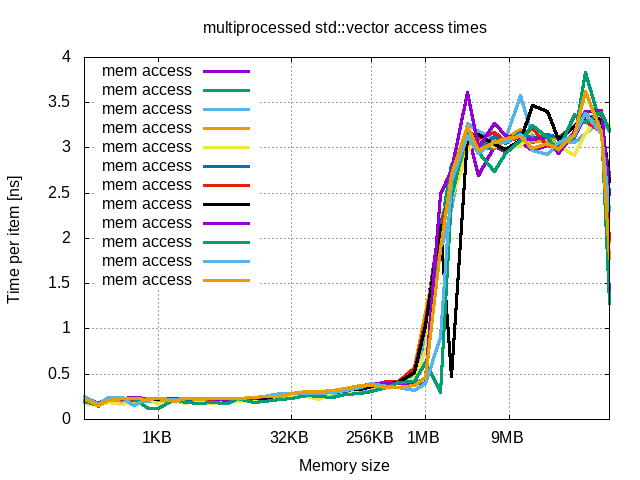 multiprocessed std::vector access times
4
3.5
3
2.5
2
1.5
1
0.5
0
Time per item [ns]
mem access
mem access
mem access
mem access
mem access
mem access
mem access
mem access
mem access
mem access
mem access
mem access
1KB 32KB 256KB 1MB 9MB
Memory size